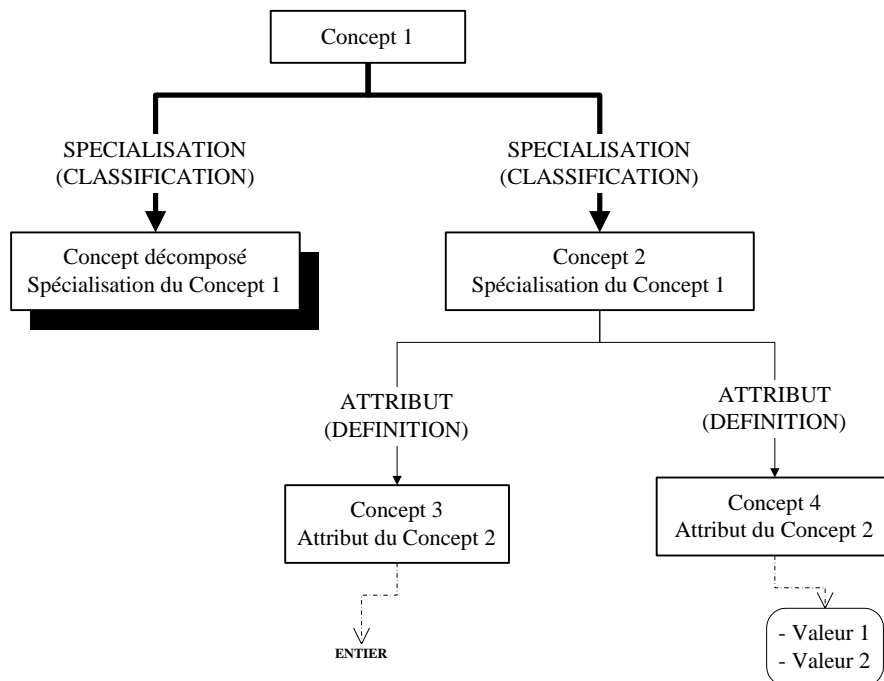 Concept 1
SPECIALISATION
(CLASSIFICATION)
SPECIALISATION
(CLASSIFICATION)
Concept décomposé
Spécialisation du Concept 1
Concept 2
Spécialisation du Concept 1
ATTRIBUT
(DEFINITION)
ATTRIBUT
(DEFINITION)
Concept 3
Attribut du Concept 2
Concept 4
Attribut du Concept 2
ENTIER
- Valeur 1
- Valeur 2